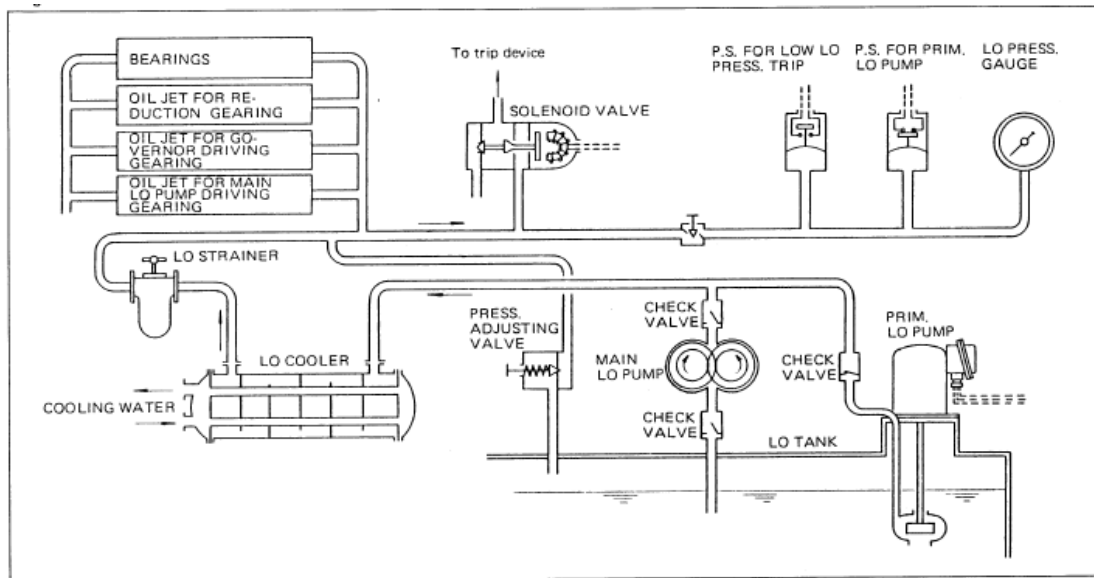 BEARINGS
OIL JET FOR RE-
DUCTION GEARING
OIL JET FOR GO-
VERNOR DRIVING
GEARING
OIL JET FOR MAIN
LO PUMP DRIVING
GEARING
To trip device
SOLENOID VALVE
P.S. FOR LOW LO
PRESS. TRIP
P.S. FOR PRIM.
LO PUMP
LO PRESS.
GAUGE
LO STRAINER
PRESS.
ADJUSTING
VALVE
CHECK
VALVE
MAIN
LO PUMP
CHECK
VALVE
CHECK
VALVE
PRIM.
LO PUMP
LO COOLER
COOLING WATER
LO TANK